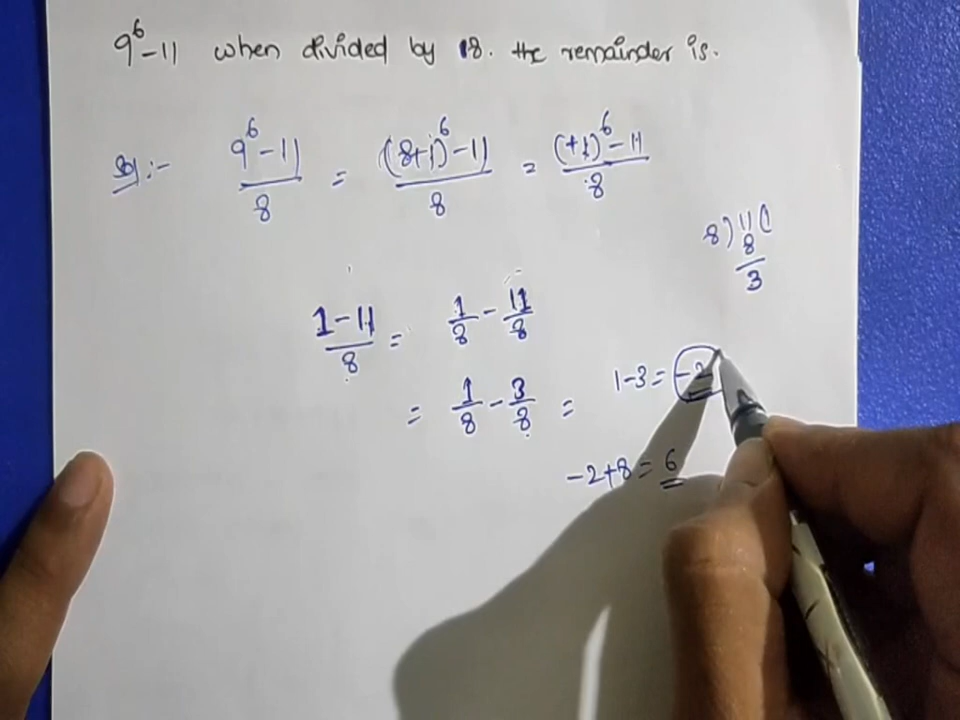 9^6 - 11 when divided by 18. the remainder is.
Sol:- (9^6 - 11)/8 = ((8+1)^6 - 11)/8 = ((+1)^6 - 11)/8
8) 11 (1
8
3
(1 - 11)/8 = 1/8 - 11/8
= 1/8 - 3/8 = 1 - 3 = -2
-2+8 = 6